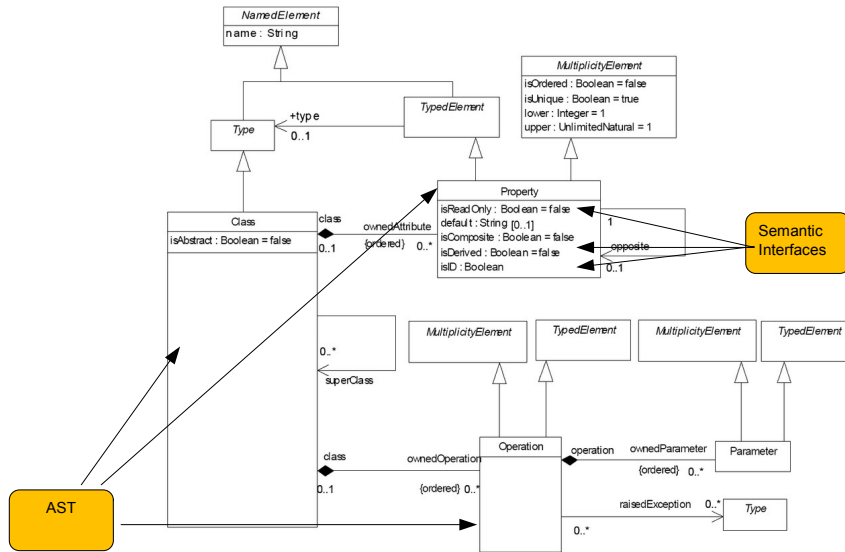 NamedElement
name : String
MultiplicityElement
isOrdered : Boolean = false
isUnique : Boolean = true
lower : Integer = 1
upper : UnlimitedNatural = 1
Type
+type
0..1
TypedElement
Property
isReadOnly : Boolean = false
default : String [0..1]
isComposite : Boolean = false
isDerived : Boolean = false
isID : Boolean
1
opposite
0..1
Semantic
Interfaces
Class
isAbstract : Boolean = false
class
0..1
ownedAttribute
{ordered} 0..*
0..*
superClass
MultiplicityElement
TypedElement
MultiplicityElement
TypedElement
class
0..1
ownedOperation
{ordered} 0..*
Operation
operation
ownedParameter
{ordered} 0..*
Parameter
raisedException
0..*
0..*
Type
AST